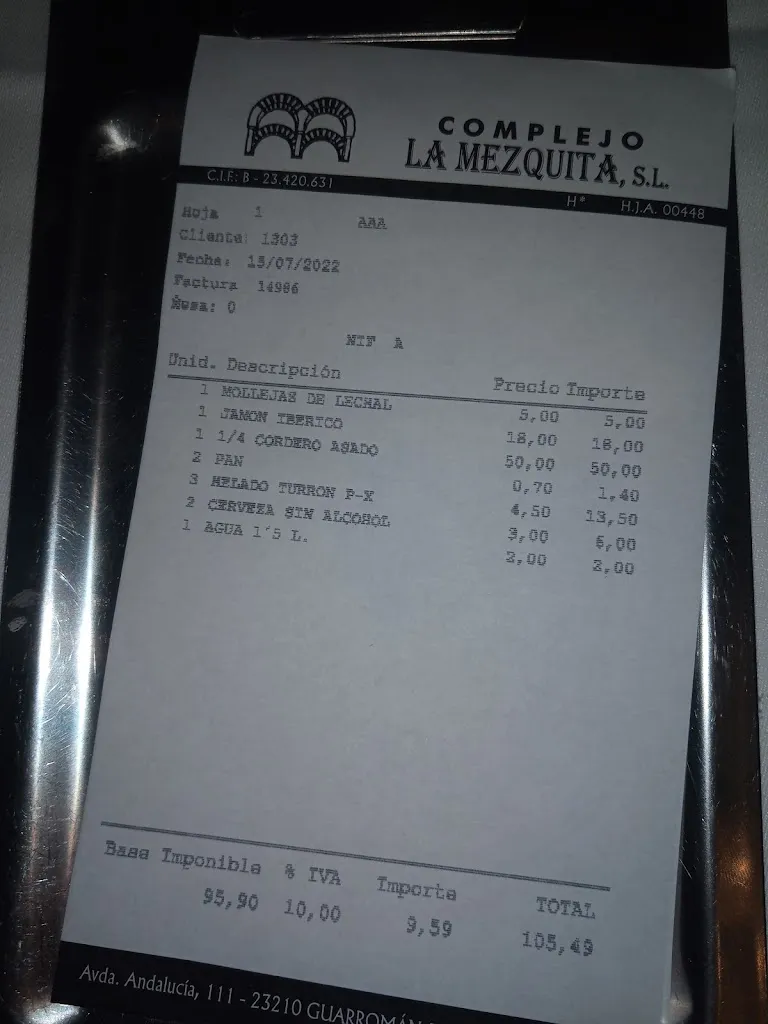 COMPLEJO
LA MEZQUITA, S.L.
C.I.F.: B - 23.420.631 H* H.J.A. 00448
Hoja 1 AAA
Cliente: 1303
Fecha: 15/07/2022
Factura 14986
Mesa: 0
NIF A
Unid. Descripción Precio Importe
1 MOLLEJAS DE LECHAL 5,00 5,00
1 JAMON IBERICO 18,00 18,00
1 1/4 CORDERO ASADO 50,00 50,00
2 PAN 0,70 1,40
3 HELADO TURRON P-X 4,50 13,50
2 CERVEZA SIN ALCOHOL 3,00 6,00
1 AGUA 1'5 L. 2,00 2,00
Base Imponible % IVA Importe TOTAL
95,90 10,00 9,59 105,49
Avda. Andalucía, 111 - 23210 GUARROMÁN